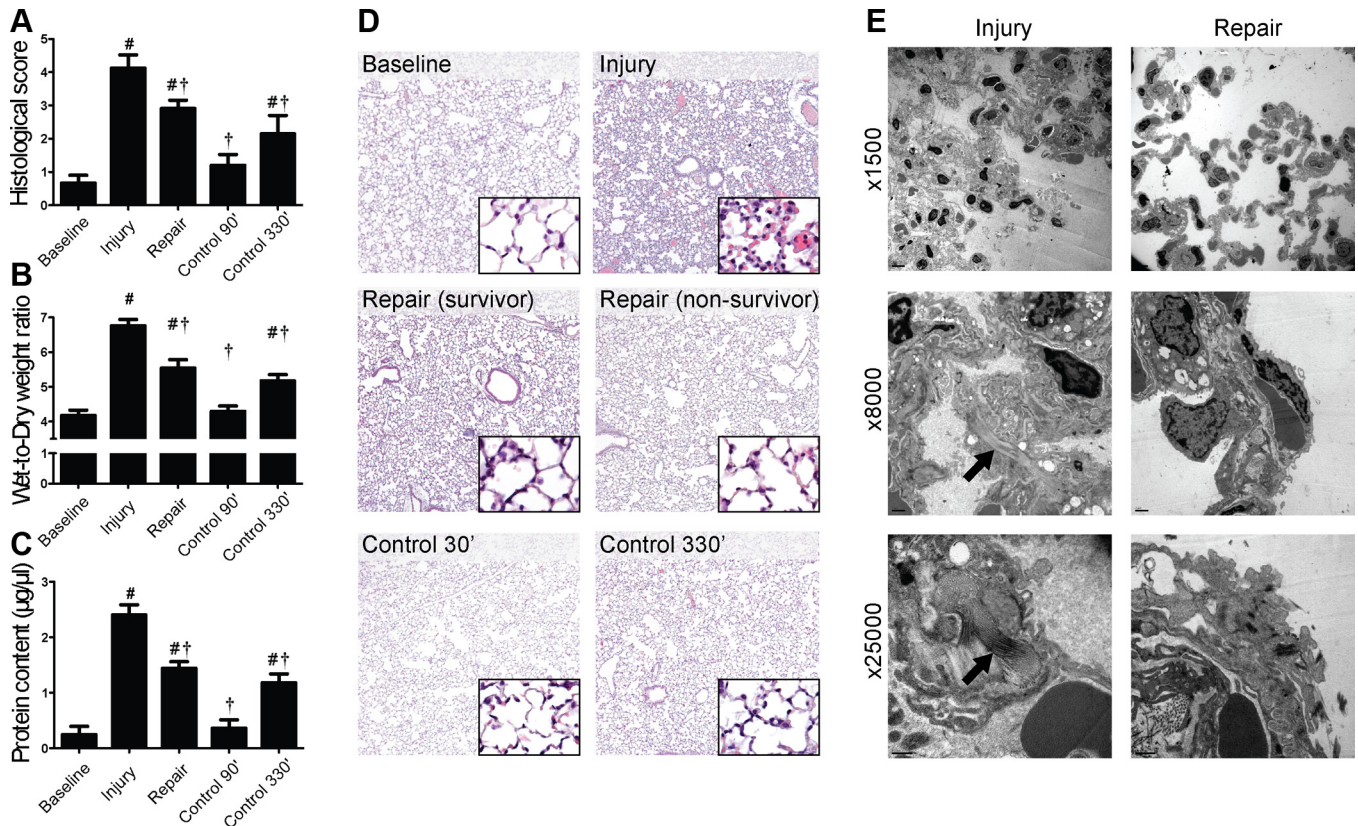 A
Histological score
5
4
3
2
1
0
#
#†
†
#†
Baseline
Injury
Repair
Control 90'
Control 330'
B
Wet-to-Dry weight ratio
7
6
5
4
1
0
#
#†
†
#†
Baseline
Injury
Repair
Control 90'
Control 330'
C
Protein content (µg/µl)
3
2
1
0
#
#†
†
#†
Baseline
Injury
Repair
Control 90'
Control 330'
D
Baseline
Injury
Repair (survivor)
Repair (non-survivor)
Control 30'
Control 330'
E
Injury
Repair
x1500
x8000
x25000